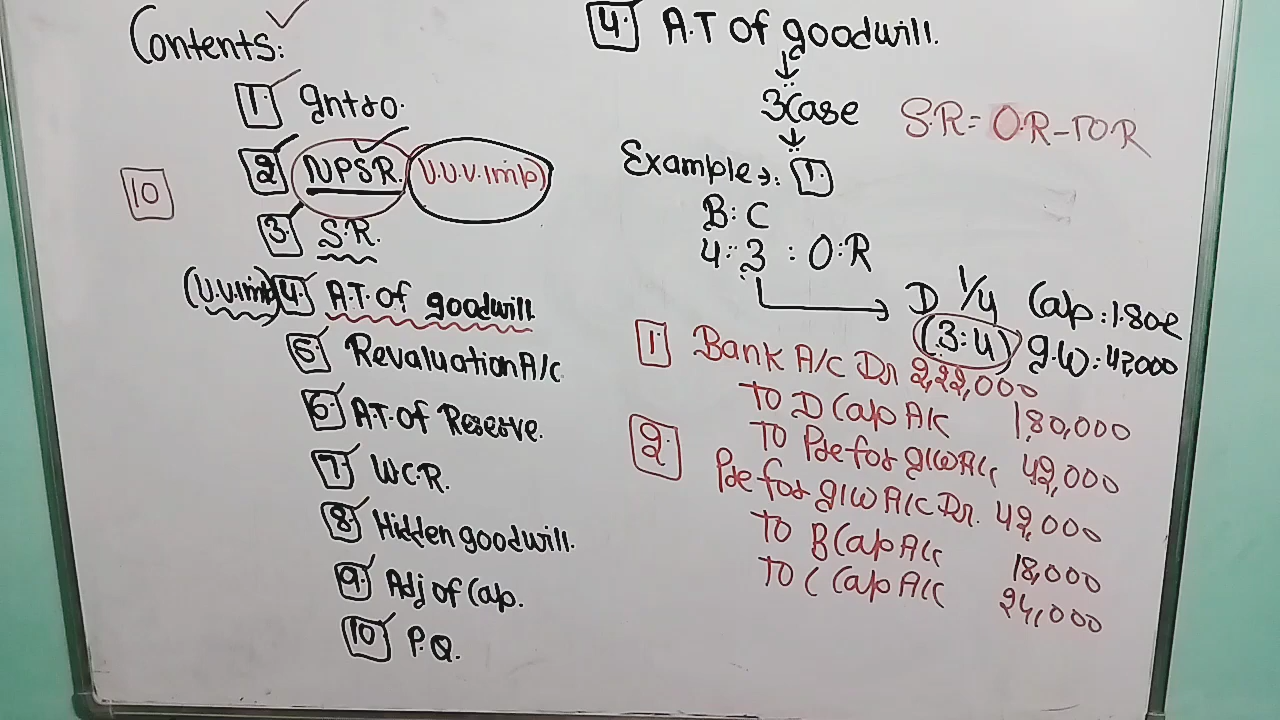 Contents:
1. Intro.
2. NPSR. (V.V.V.imp)
10
3. S.R.
(V.V.imp) 4. A.T. of goodwill.
5. Revaluation A/c.
6. A.T. of Reserve.
7. W.C.R.
8. Hidden goodwill.
9. Adj of Cap.
10 P.Q.
4. A.T of goodwill.
3 Case
S.R = O.R - N.R
Example: 1.
B : C
4 : 3 : O:R
D 1/4 Cap : 1.80
(3:4) g.w : 42,000
1. Bank A/C Dr 2,22,000
To D Cap A/c 1,80,000
To Pre for g/w A/c 42,000
2. Pre for g/w A/C Dr. 42,000
To B Cap A/c 18,000
To C Cap A/c 24,000